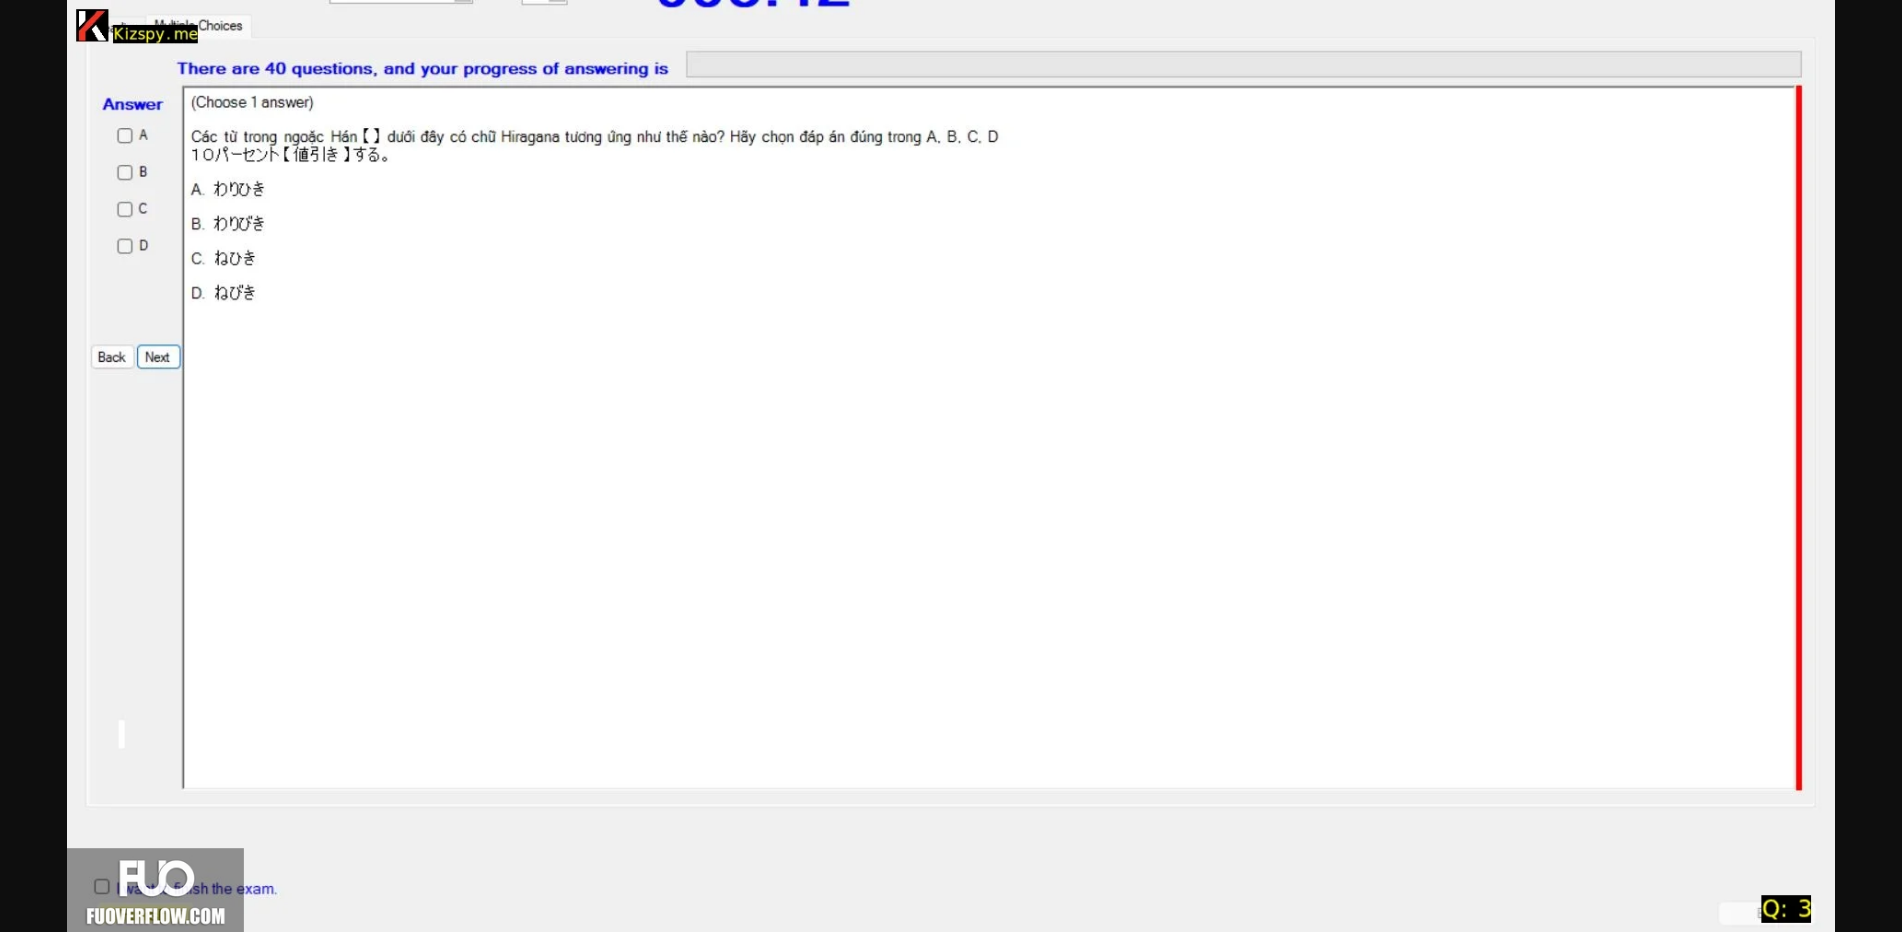 Choices
Kizspy.me
There are 40 questions, and your progress of answering is
Answer
(Choose 1 answer)
A
Các từ trong ngoặc Hán【 】dưới đây có chữ Hiragana tương ứng như thế nào? Hãy chọn đáp án đúng trong A, B, C, D
10パーセント【値引き】する。
B
A. わりひき
C
B. わりびき
D
C. ねひき
D. ねびき
Back Next
FUO
finish the exam.
FUOVERFLOW.COM
Q: 3